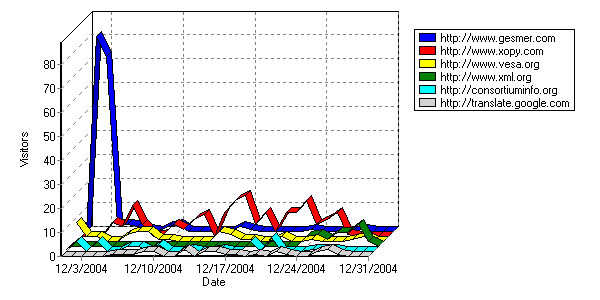 80
70
60
50
40
30
20
10
0
Visitors
12/3/2004 12/10/2004 12/17/2004 12/24/2004 12/31/2004
Date
http://www.gesmer.com
http://www.xopy.com
http://www.vesa.org
http://www.xml.org
http://consortiuminfo.org
http://translate.google.com